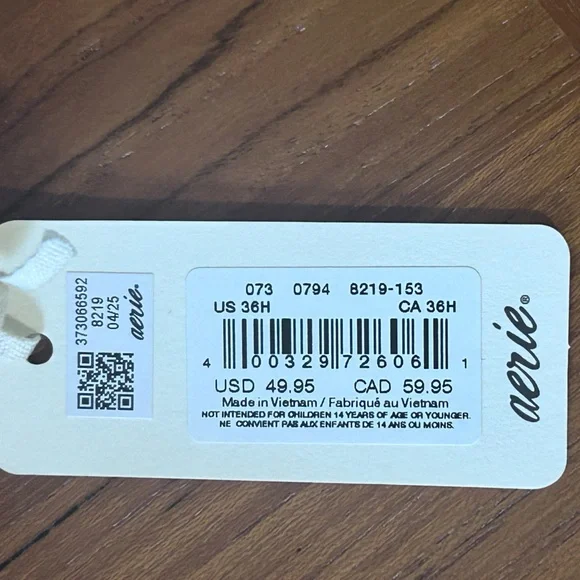 373066592
8219
04/25
aerie.
073 0794 8219-153
US 36H CA 36H
4 00329 72606 1
USD 49.95 CAD 59.95
Made in Vietnam / Fabriqué au Vietnam
NOT INTENDED FOR CHILDREN 14 YEARS OF AGE OR YOUNGER.
NE CONVIENT PAS AUX ENFANTS DE 14 ANS OU MOINS.
aerie®